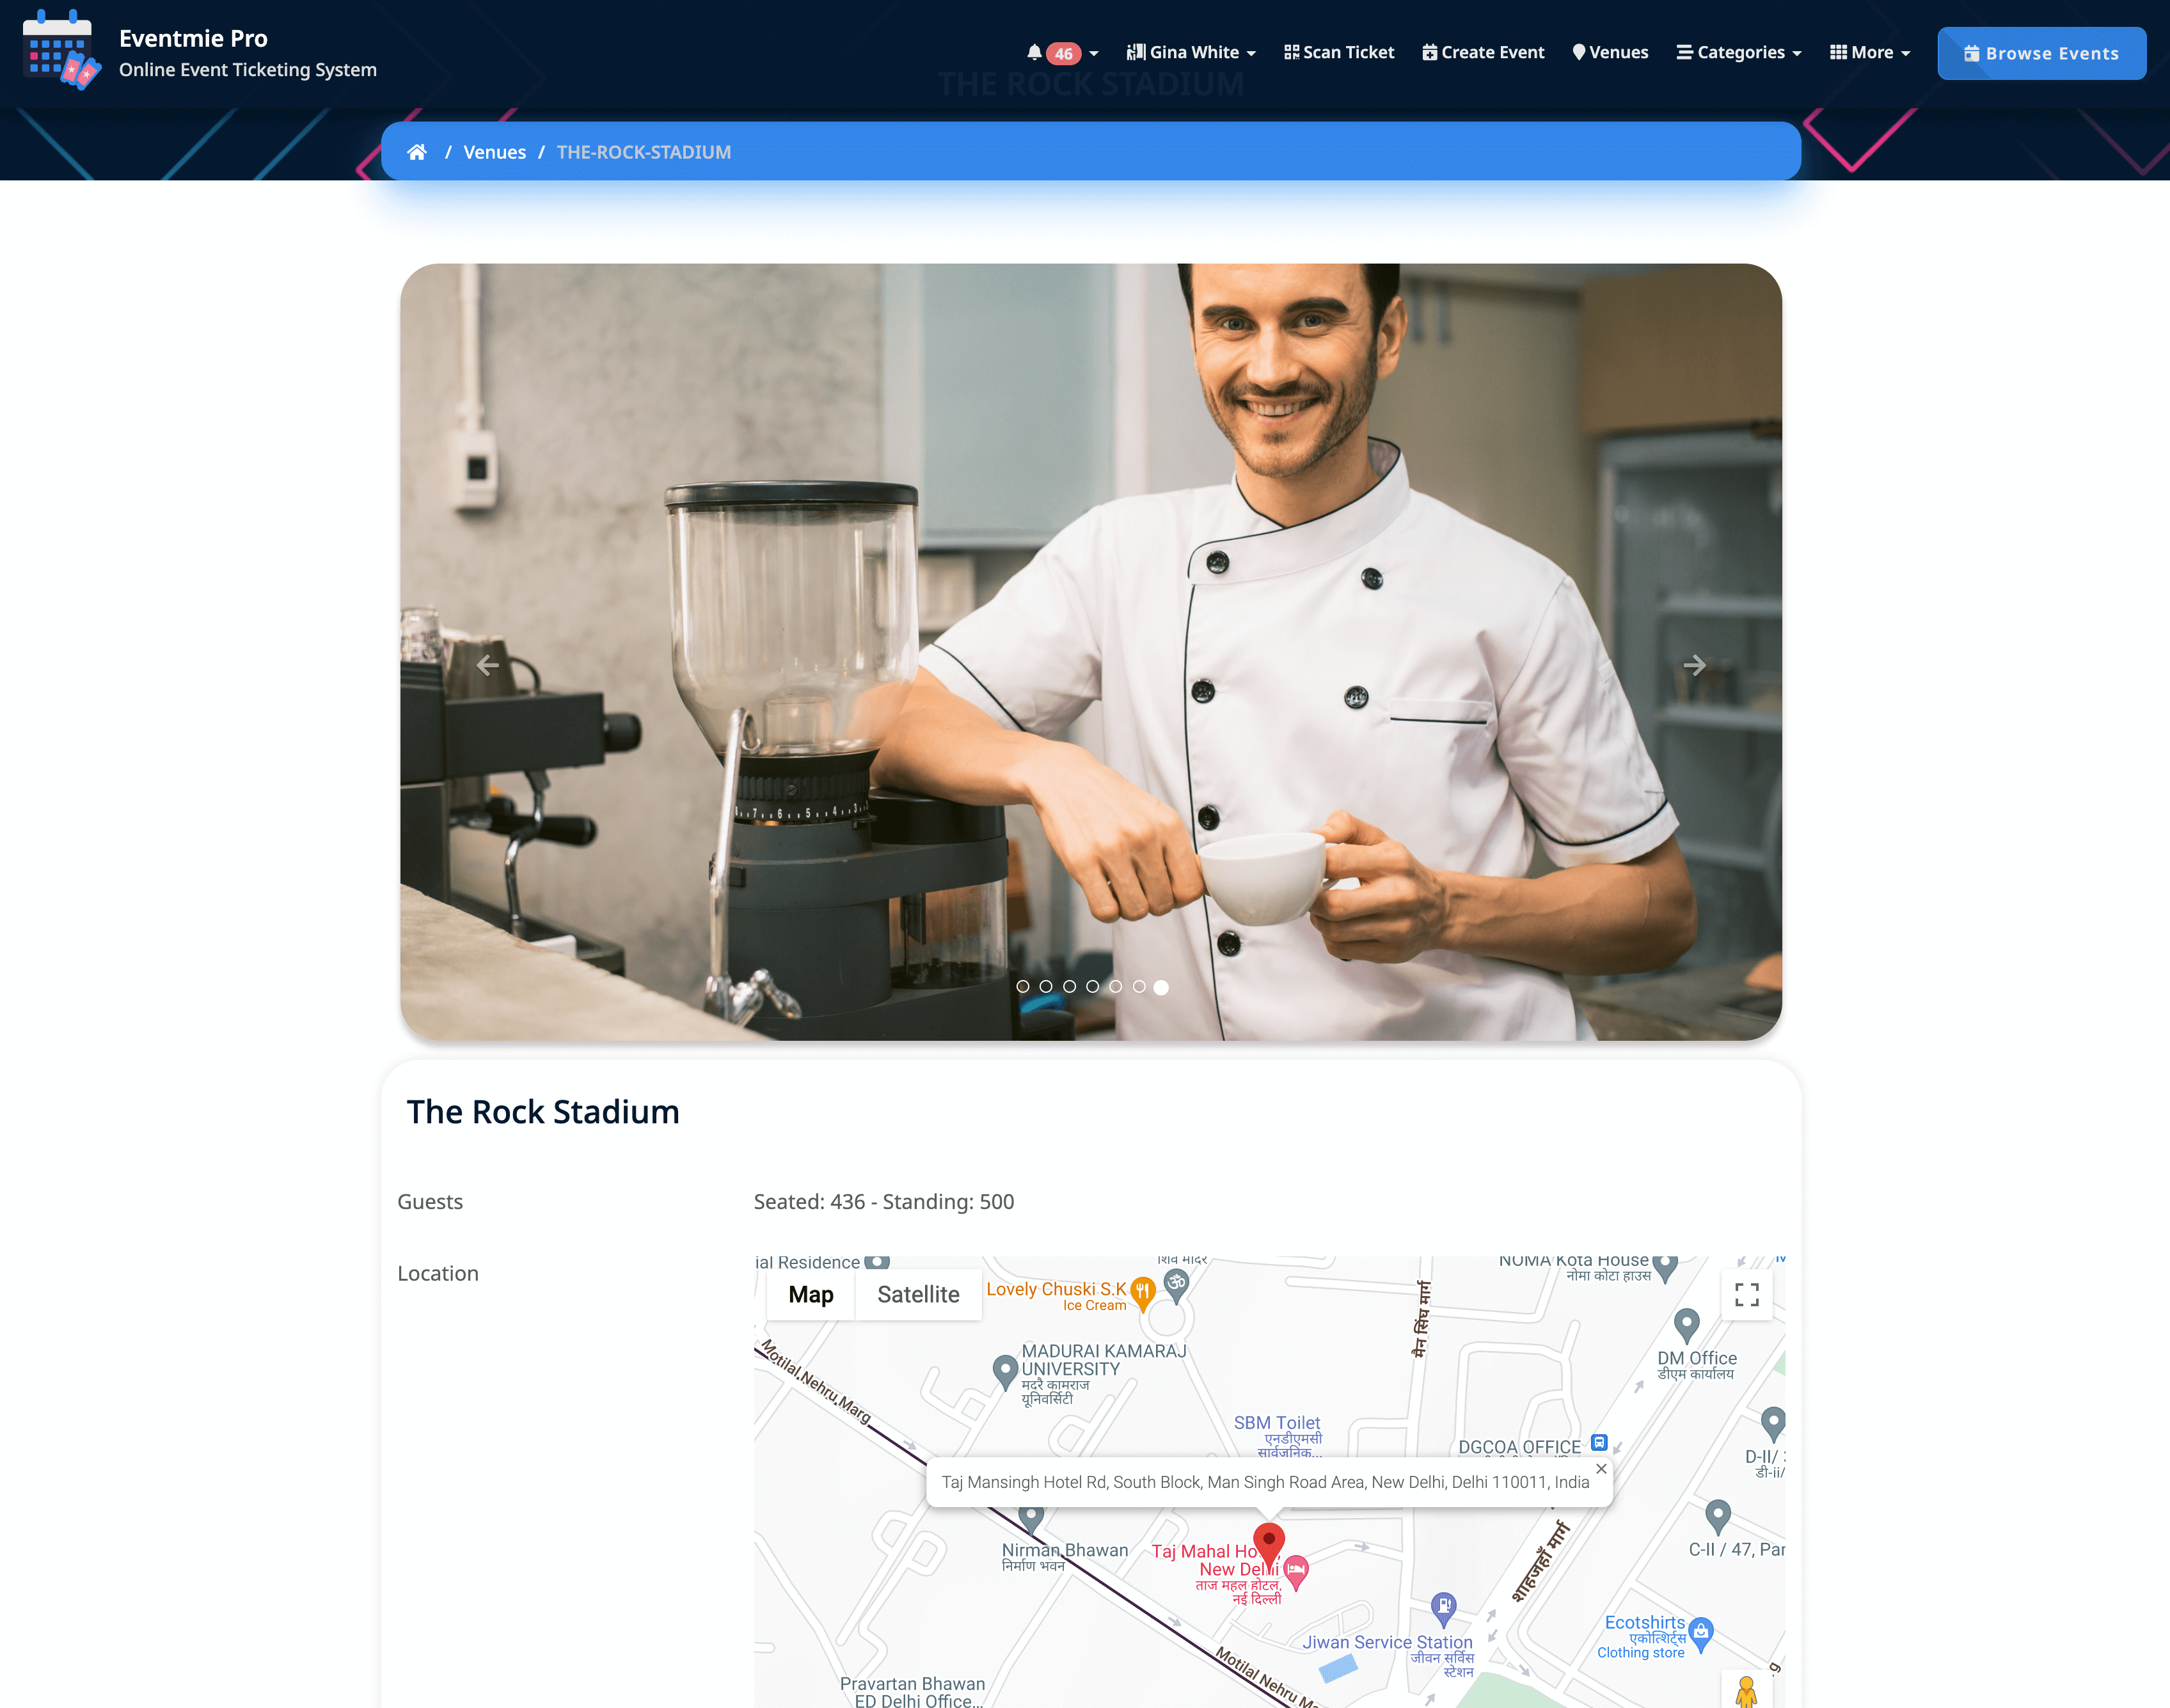 Eventmie Pro
Online Event Ticketing System
46
Gina White
Scan Ticket
Create Event
Venues
Categories
More
Browse Events
THE ROCK STADIUM
/ Venues / THE-ROCK-STADIUM
The Rock Stadium
Guests
Seated: 436 - Standing: 500
Location
ial Residence
Map
Satellite
Lovely Chuski S.K
Ice Cream
NOMA Kota House
नोमा कोटा हाउस
मैन सिंघ मार्ग
DM Office
डीएम कार्यालय
MADURAI KAMARAJ
UNIVERSITY
मदरै कामराज
यूनिवर्सिटी
Motilal Nehru Marg
SBM Toilet
एनडीएमसी
सार्वजनिक...
DGCOA OFFICE
D-II/
डी-ii/
Taj Mansingh Hotel Rd, South Block, Man Singh Road Area, New Delhi, Delhi 110011, India
Nirman Bhawan
निर्माण भवन
Taj Mahal Ho
New Delhi
ताज महल होटल,
नई दिल्ली
C-II / 47, Par
शाहजहाँ मार्ग
Jiwan Service Station
जीवन सर्विस
स्टेशन
Ecotshirts
एकोत्शिर्ट्स
Clothing store
Motilal Nehru Ma
Pravartan Bhawan
ED Delhi Office...